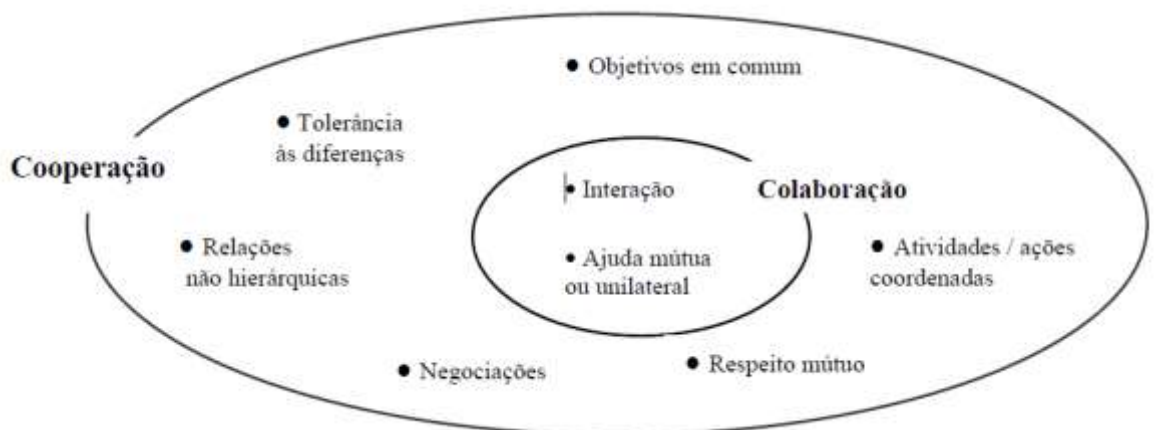 • Objetivos em comum
• Tolerância
às diferenças
Cooperação
• Interação
Colaboração
• Relações
não hierárquicas
• Ajuda mútua
ou unilateral
• Atividades / ações
coordenadas
• Negociações
• Respeito mútuo